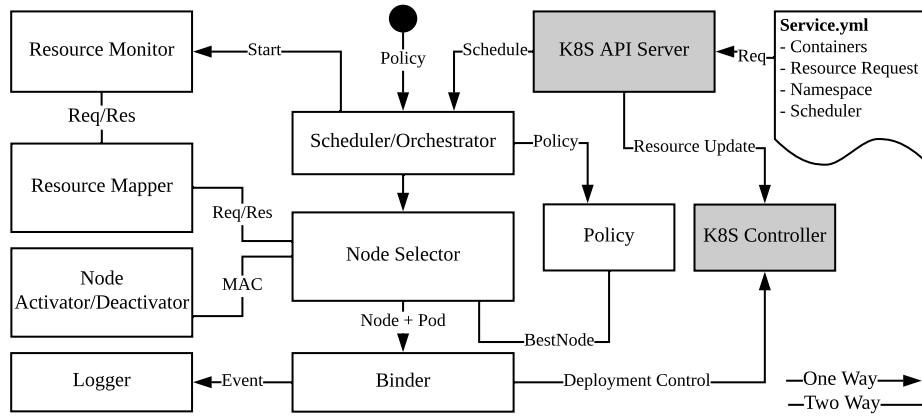 Resource Monitor
Start
Policy
Schedule
K8S API Server
Req
Service.yml
- Containers
- Resource Request
- Namespace
- Scheduler
Req/Res
Scheduler/Orchestrator
Policy
Resource Update
Resource Mapper
Req/Res
Node Selector
Policy
K8S Controller
Node
Activator/Deactivator
MAC
Node + Pod
BestNode
Logger
Event
Binder
Deployment Control
One Way
Two Way